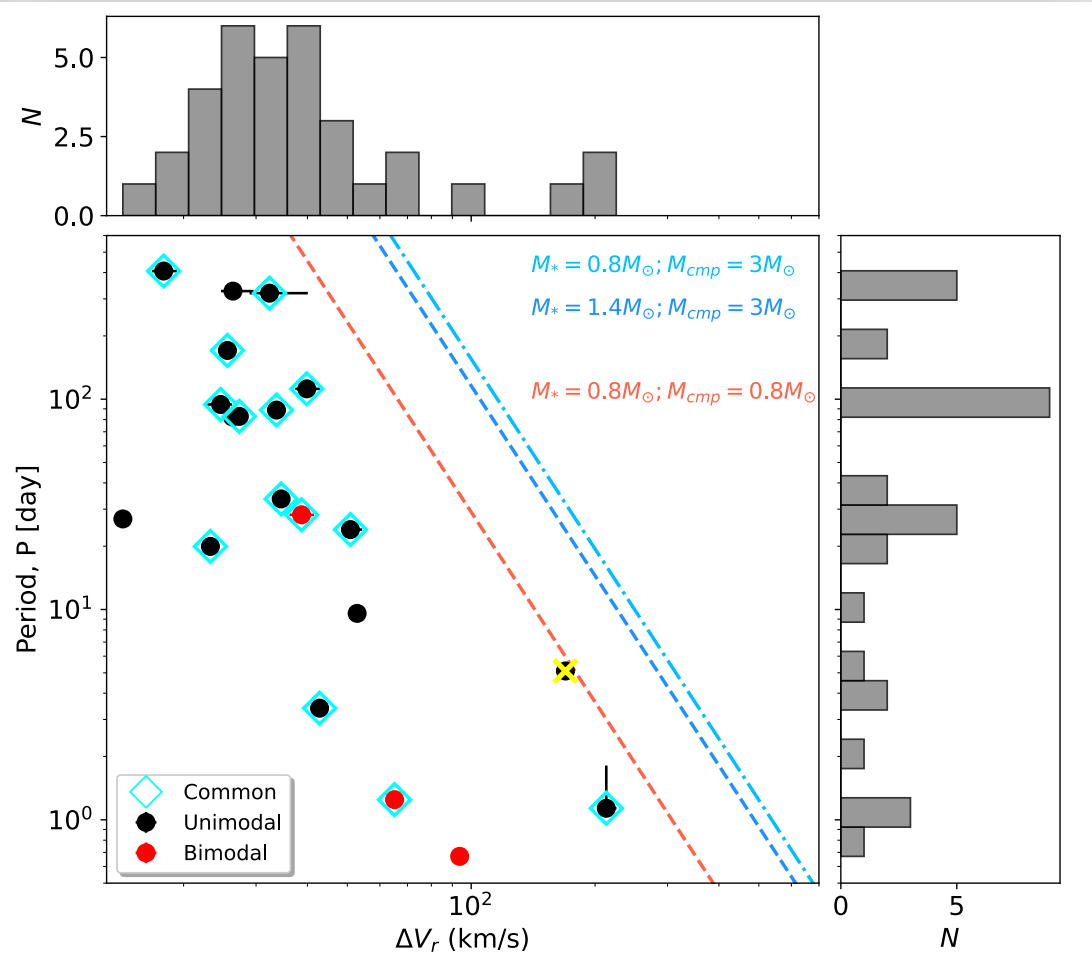 5.0
2.5
0.0
N
M* = 0.8M⊙; Mcmp = 3M⊙
M* = 1.4M⊙; Mcmp = 3M⊙
M* = 0.8M⊙; Mcmp = 0.8M⊙
10²
10¹
10⁰
Period, P [day]
Common
Unimodal
Bimodal
10²
ΔVr (km/s)
0 5
N